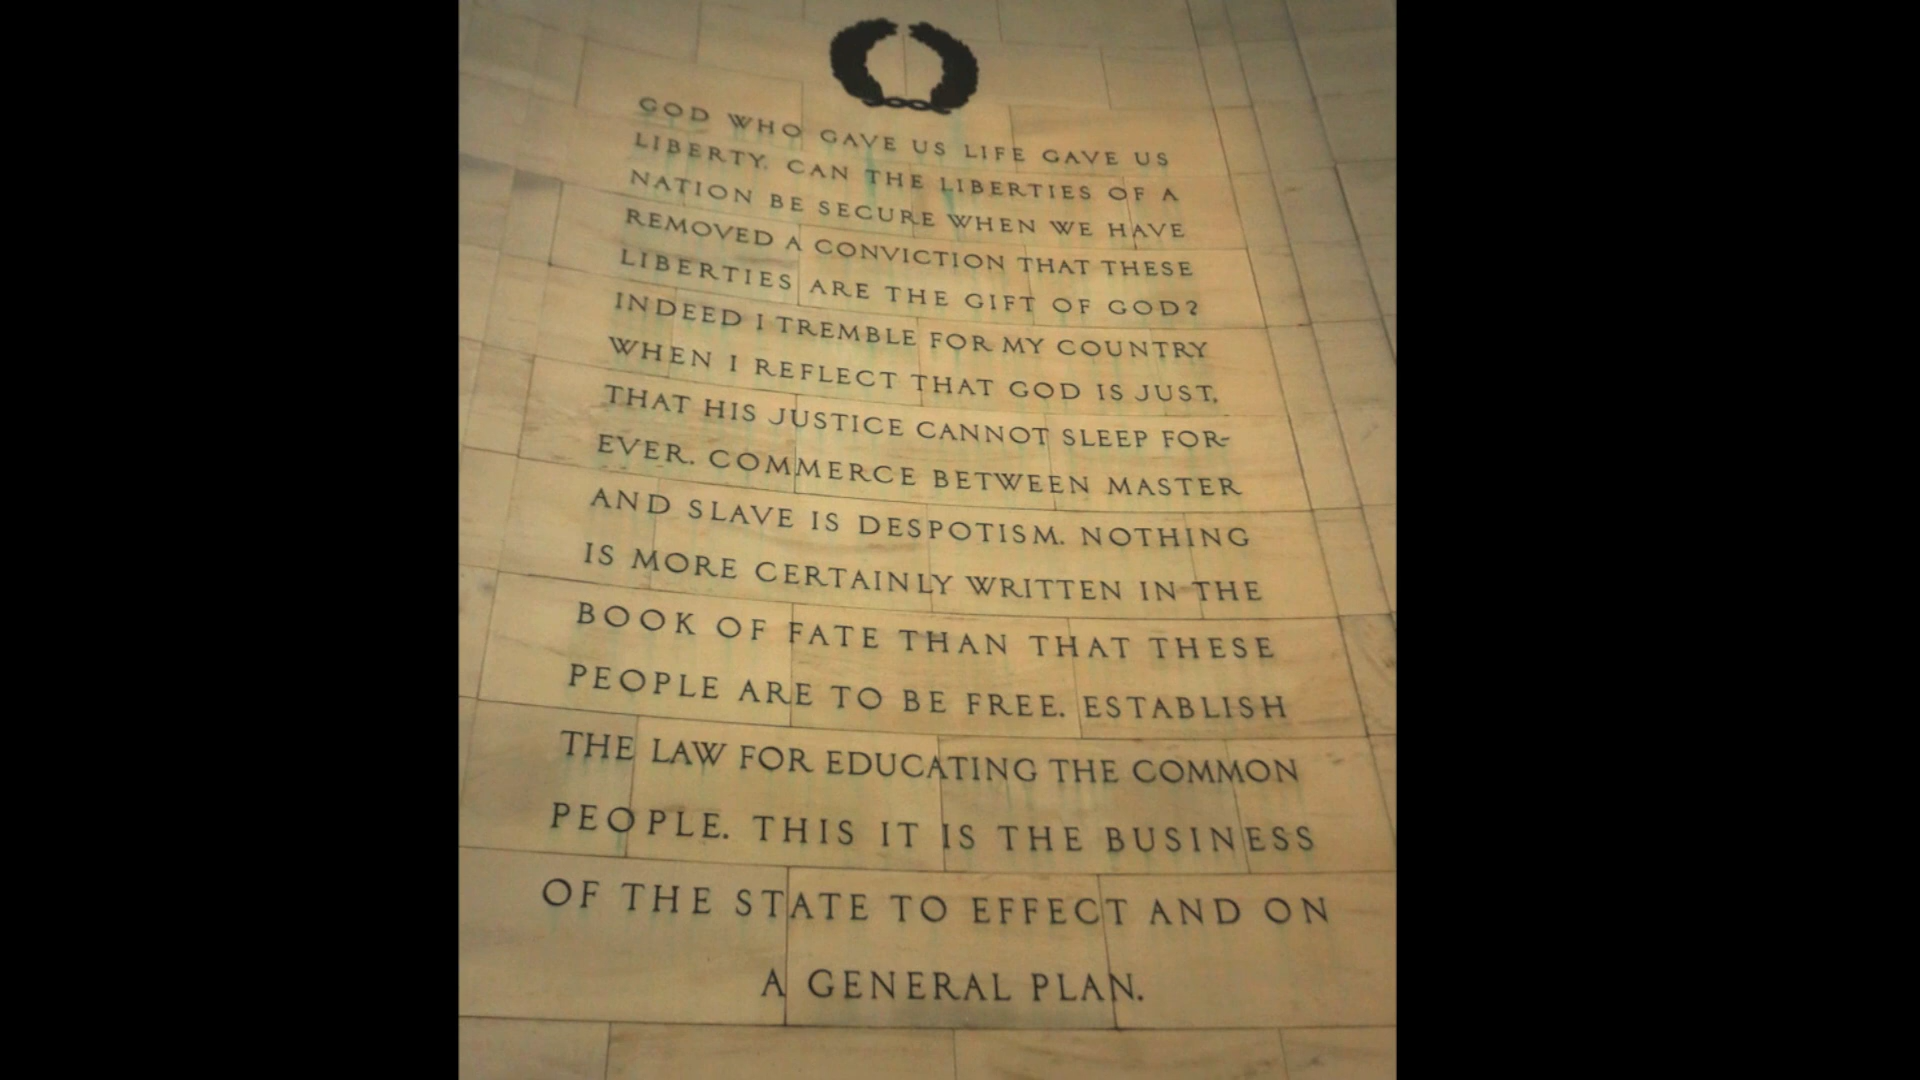 GOD WHO GAVE US LIFE GAVE US
LIBERTY. CAN THE LIBERTIES OF A
NATION BE SECURE WHEN WE HAVE
REMOVED A CONVICTION THAT THESE
LIBERTIES ARE THE GIFT OF GOD?
INDEED I TREMBLE FOR MY COUNTRY
WHEN I REFLECT THAT GOD IS JUST,
THAT HIS JUSTICE CANNOT SLEEP FOR-
EVER. COMMERCE BETWEEN MASTER
AND SLAVE IS DESPOTISM. NOTHING
IS MORE CERTAINLY WRITTEN IN THE
BOOK OF FATE THAN THAT THESE
PEOPLE ARE TO BE FREE. ESTABLISH
THE LAW FOR EDUCATING THE COMMON
PEOPLE. THIS IT IS THE BUSINESS
OF THE STATE TO EFFECT AND ON
A GENERAL PLAN.